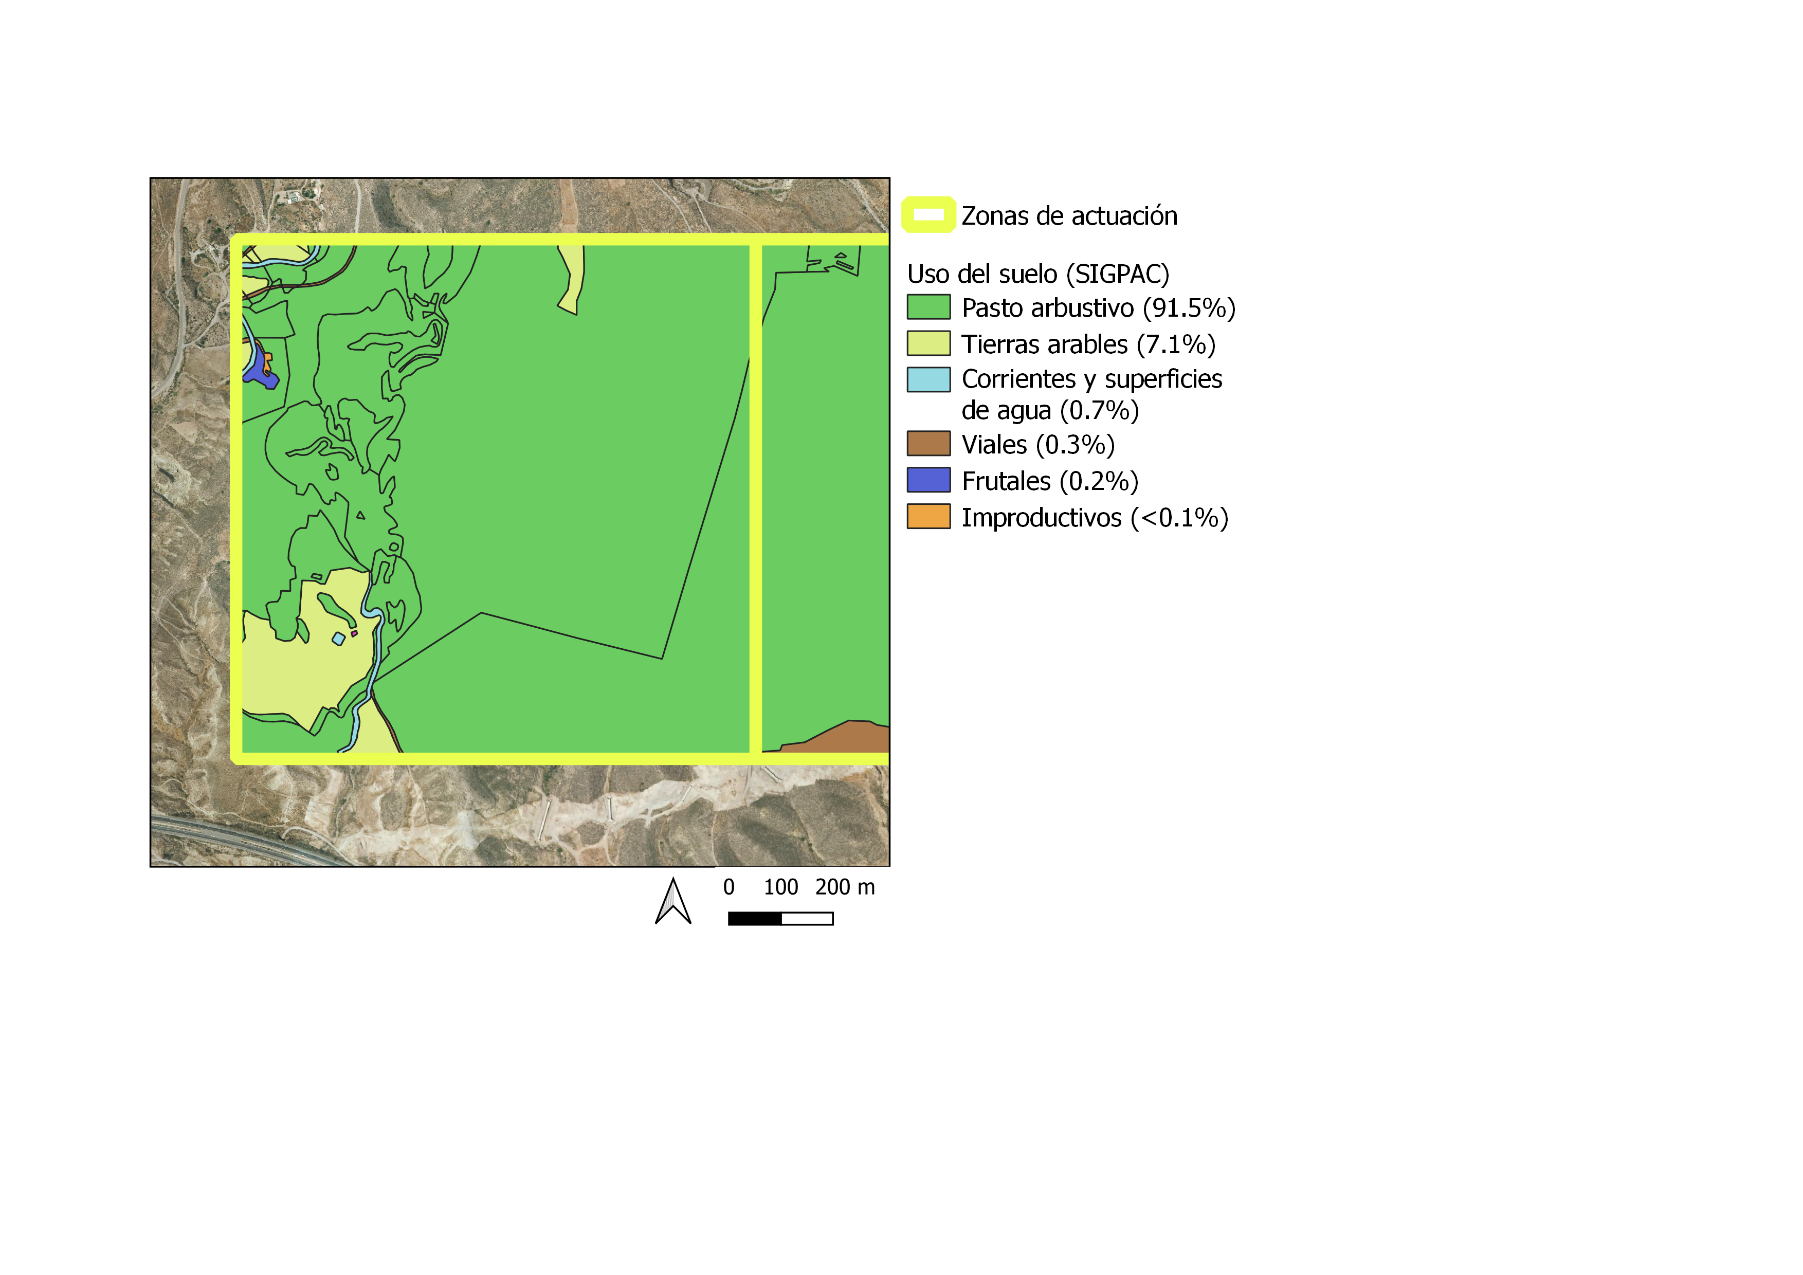 Zonas de actuación
Uso del suelo (SIGPAC)
Pasto arbustivo (91.5%)
Tierras arables (7.1%)
Corrientes y superficies
de agua (0.7%)
Viales (0.3%)
Frutales (0.2%)
Improductivos (<0.1%)
0 100 200 m